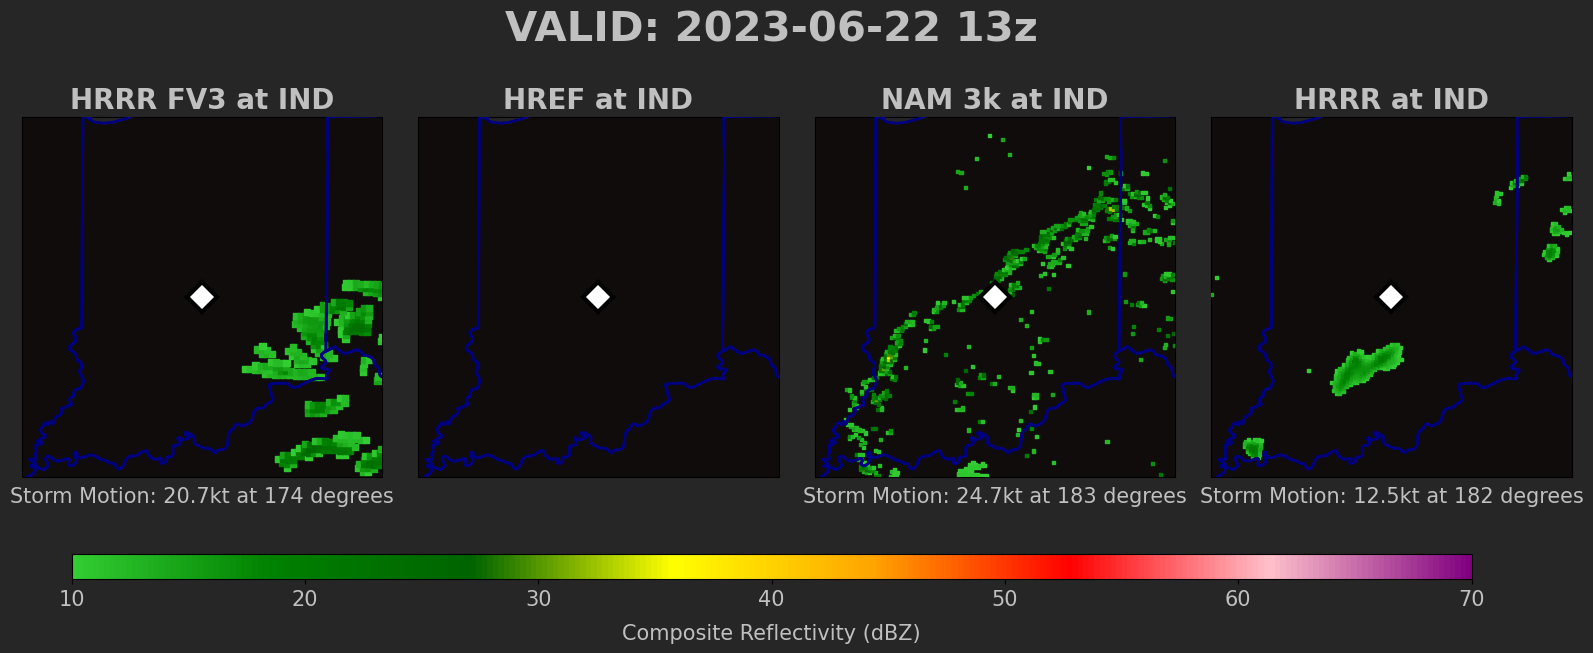 VALID: 2023-06-22 13z
HRRR FV3 at IND
HREF at IND
NAM 3k at IND
HRRR at IND
Storm Motion: 20.7kt at 174 degrees
Storm Motion: 24.7kt at 183 degrees
Storm Motion: 12.5kt at 182 degrees
10 20 30 40 50 60 70
Composite Reflectivity (dBZ)